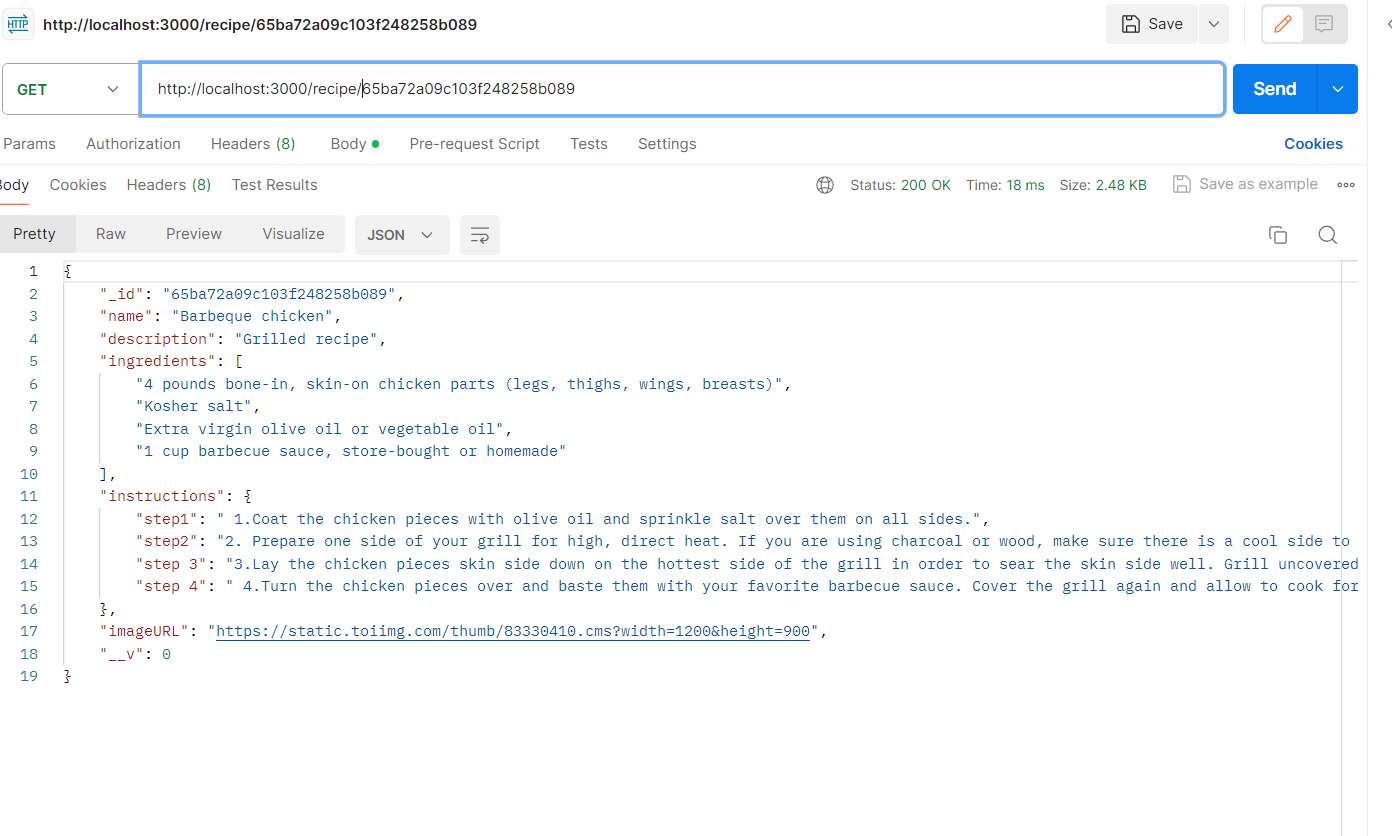 HTTP http://localhost:3000/recipe/65ba72a09c103f248258b089 Save
GET http://localhost:3000/recipe/65ba72a09c103f248258b089 Send
Params Authorization Headers (8) Body Pre-request Script Tests Settings Cookies
Body Cookies Headers (8) Test Results Status: 200 OK Time: 18 ms Size: 2.48 KB Save as example
Pretty Raw Preview Visualize JSON
1 {
2 "_id": "65ba72a09c103f248258b089",
3 "name": "Barbeque chicken",
4 "description": "Grilled recipe",
5 "ingredients": [
6 "4 pounds bone-in, skin-on chicken parts (legs, thighs, wings, breasts)",
7 "Kosher salt",
8 "Extra virgin olive oil or vegetable oil",
9 "1 cup barbecue sauce, store-bought or homemade"
10 ],
11 "instructions": {
12 "step1": " 1.Coat the chicken pieces with olive oil and sprinkle salt over them on all sides.",
13 "step2": "2. Prepare one side of your grill for high, direct heat. If you are using charcoal or wood, make sure there is a cool side to
14 "step 3": "3.Lay the chicken pieces skin side down on the hottest side of the grill in order to sear the skin side well. Grill uncovered
15 "step 4": " 4.Turn the chicken pieces over and baste them with your favorite barbecue sauce. Cover the grill again and allow to cook for
16 },
17 "imageURL": "https://static.toiimg.com/thumb/83330410.cms?width=1200&height=900",
18 "__v": 0
19 }